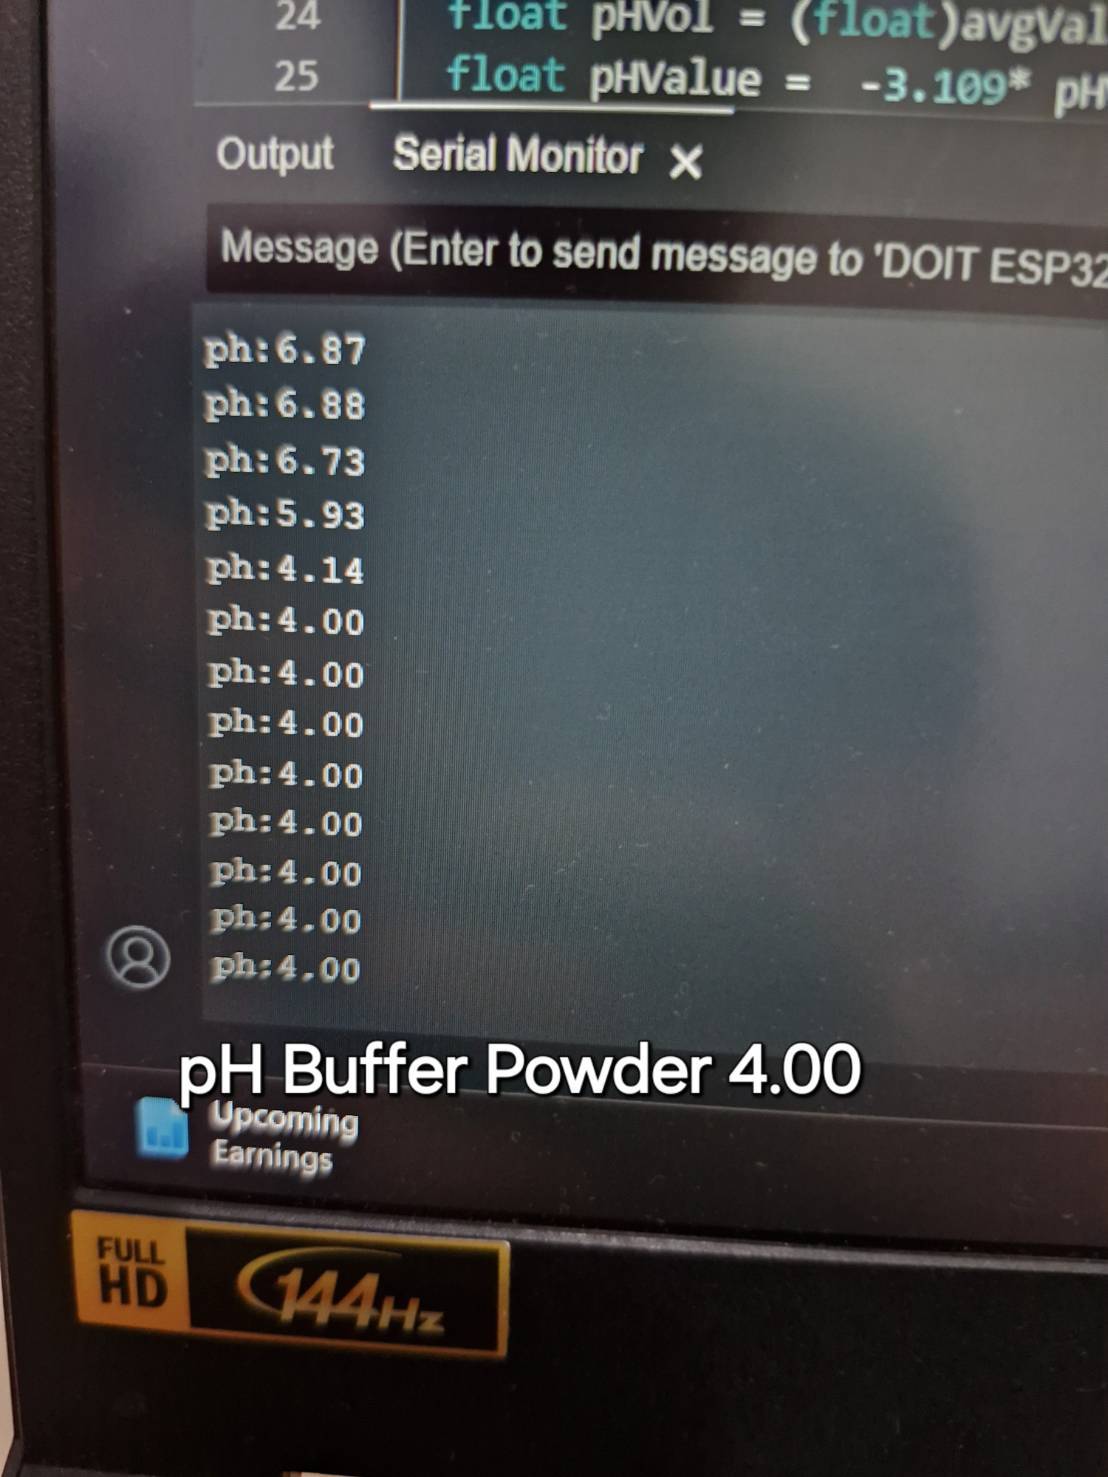 24 float pHVol = (float)avgVal
25 float pHValue = -3.109* pH
Output Serial Monitor X
Message (Enter to send message to 'DOIT ESP32
ph:6.87
ph:6.88
ph:6.73
ph:5.93
ph:4.14
ph:4.00
ph:4.00
ph:4.00
ph:4.00
ph:4.00
ph:4.00
ph:4.00
ph:4.00
pH Buffer Powder 4.00
Upcoming
Earnings
FULL
HD
144Hz